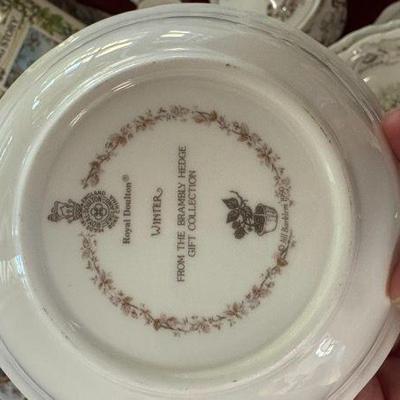 Royal Doulton®
WINTER
FROM THE BRAMBLY HEDGE
GIFT COLLECTION